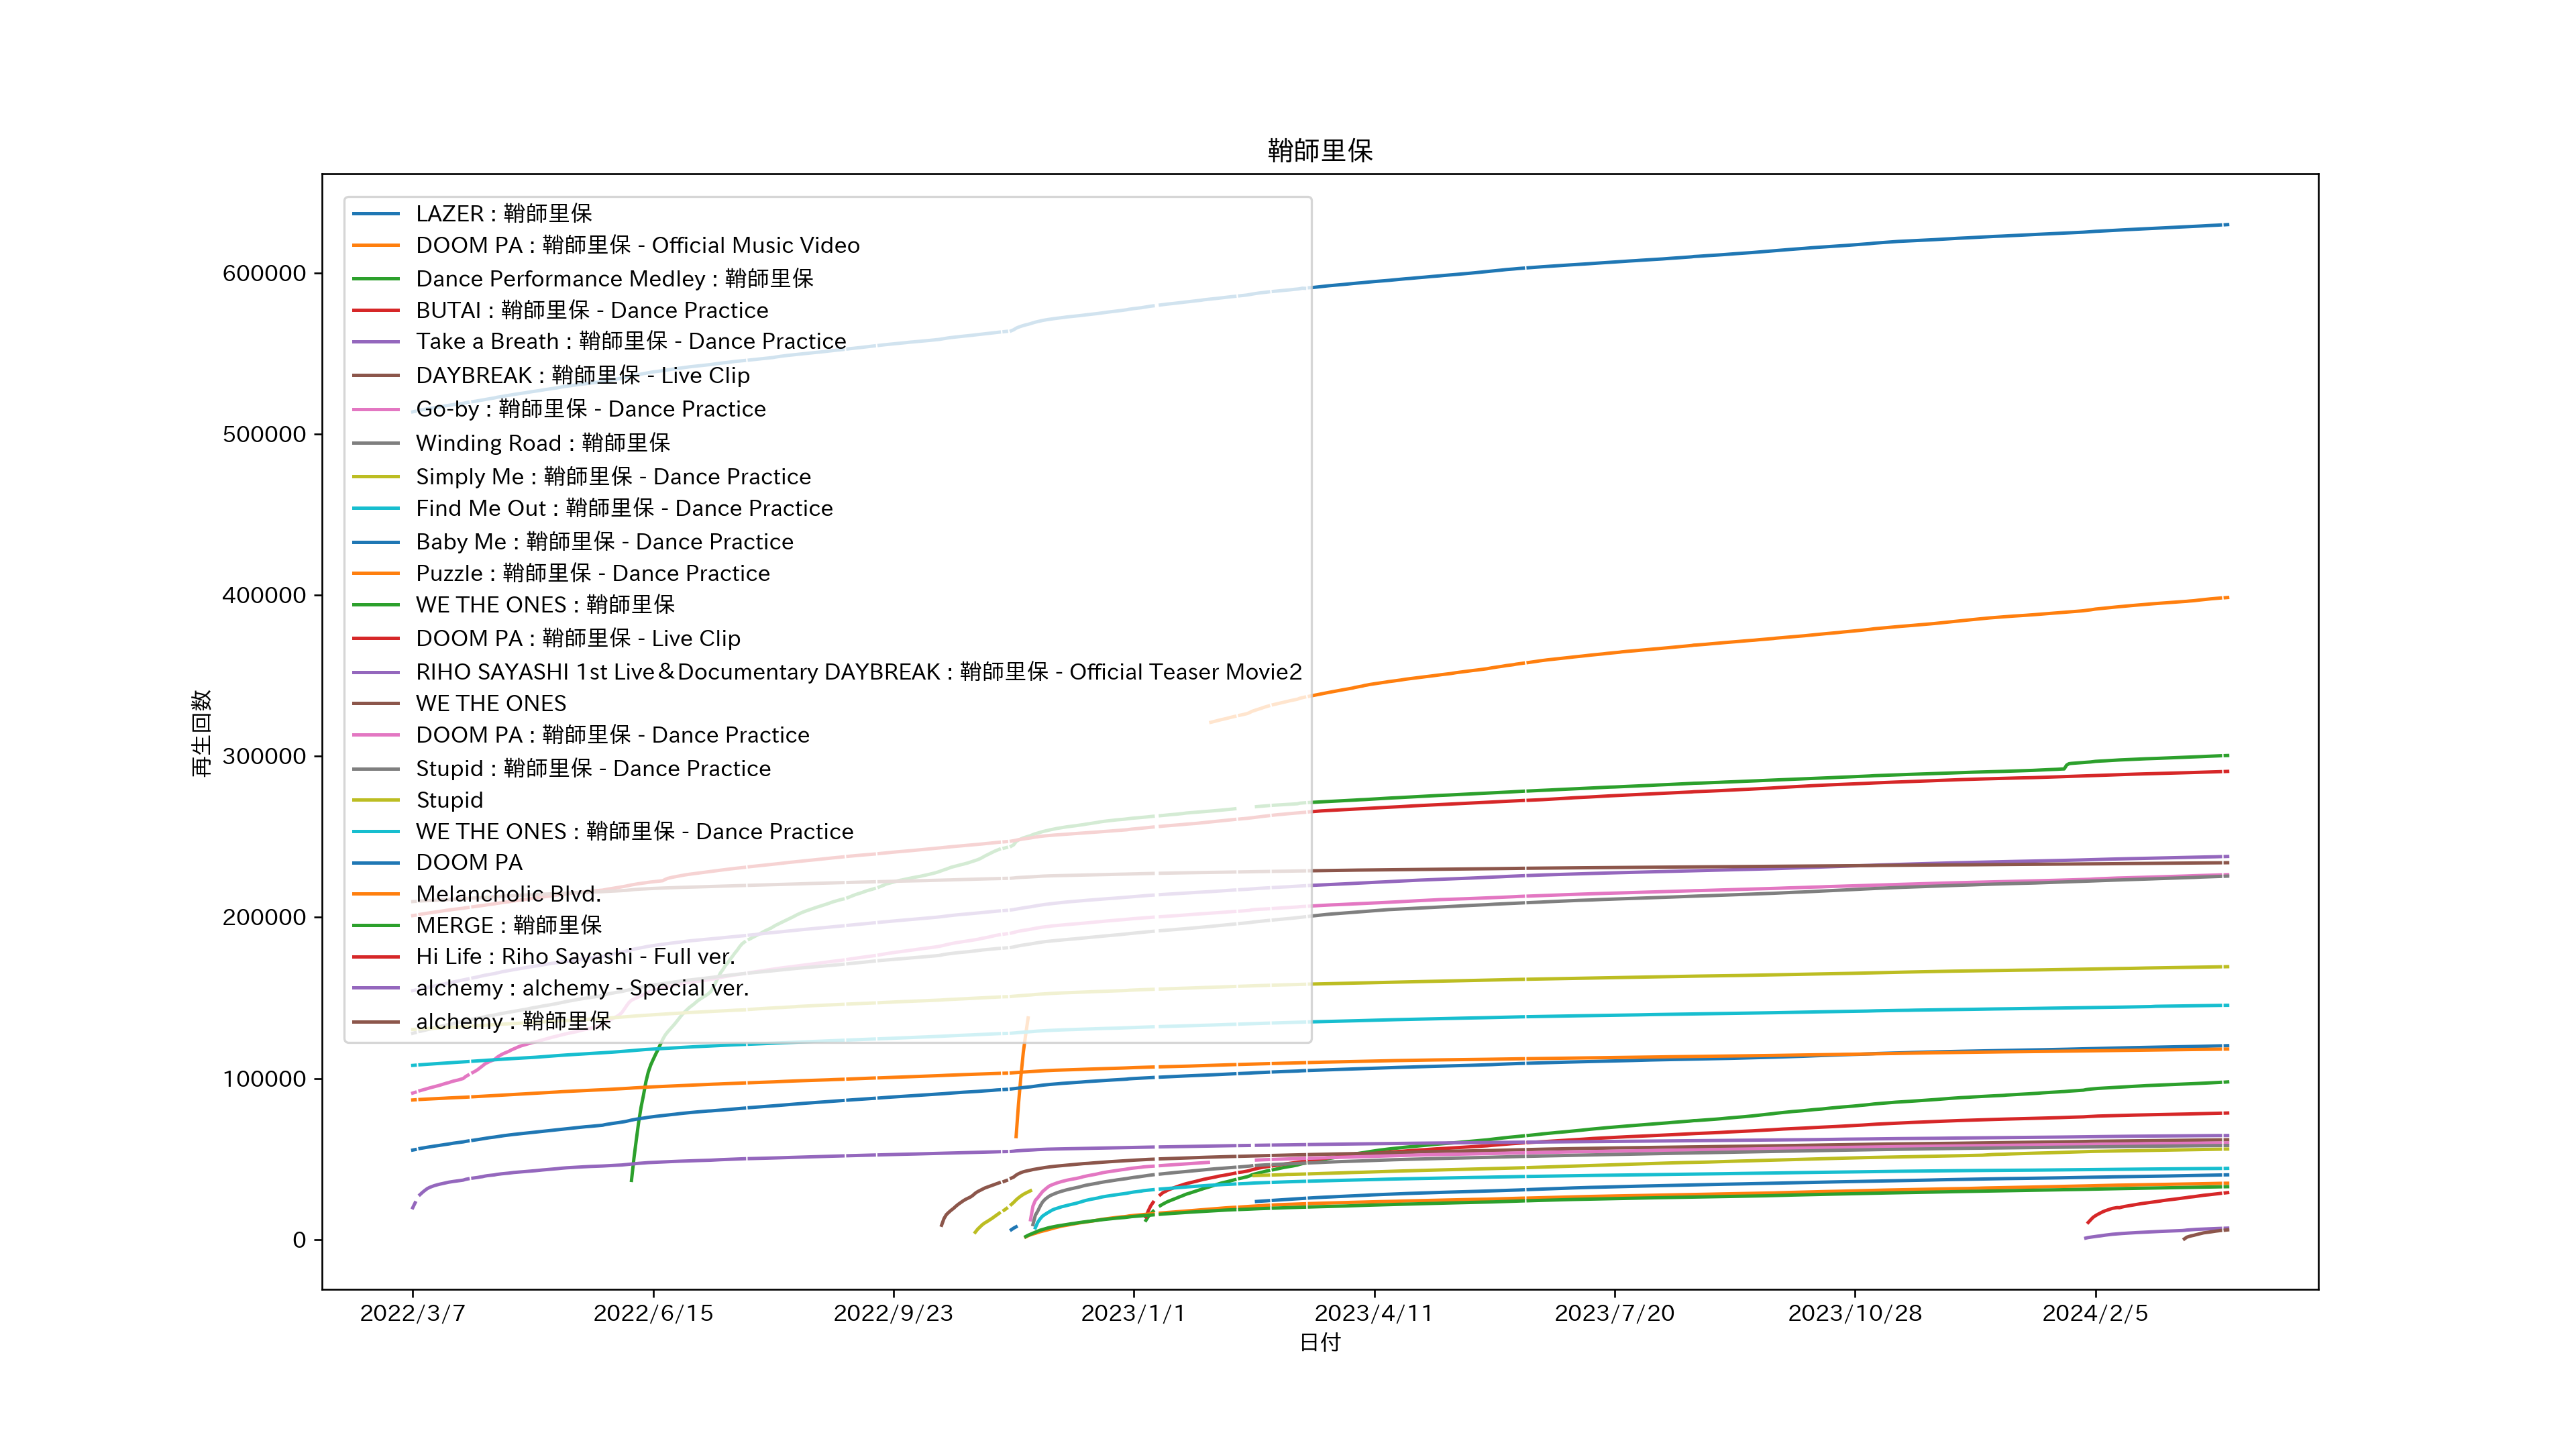 鞘師里保
LAZER : 鞘師里保
DOOM PA : 鞘師里保 - Official Music Video
Dance Performance Medley : 鞘師里保
BUTAI : 鞘師里保 - Dance Practice
Take a Breath : 鞘師里保 - Dance Practice
DAYBREAK : 鞘師里保 - Live Clip
Go-by : 鞘師里保 - Dance Practice
Winding Road : 鞘師里保
Simply Me : 鞘師里保 - Dance Practice
Find Me Out : 鞘師里保 - Dance Practice
Baby Me : 鞘師里保 - Dance Practice
Puzzle : 鞘師里保 - Dance Practice
WE THE ONES : 鞘師里保
DOOM PA : 鞘師里保 - Live Clip
RIHO SAYASHI 1st Live＆Documentary DAYBREAK : 鞘師里保 - Official Teaser Movie2
WE THE ONES
DOOM PA : 鞘師里保 - Dance Practice
Stupid : 鞘師里保 - Dance Practice
Stupid
WE THE ONES : 鞘師里保 - Dance Practice
DOOM PA
Melancholic Blvd.
MERGE : 鞘師里保
Hi Life : Riho Sayashi - Full ver.
alchemy : alchemy - Special ver.
alchemy : 鞘師里保
再生回数
600000
500000
400000
300000
200000
100000
0
2022/3/7 2022/6/15 2022/9/23 2023/1/1 2023/4/11 2023/7/20 2023/10/28 2024/2/5
日付